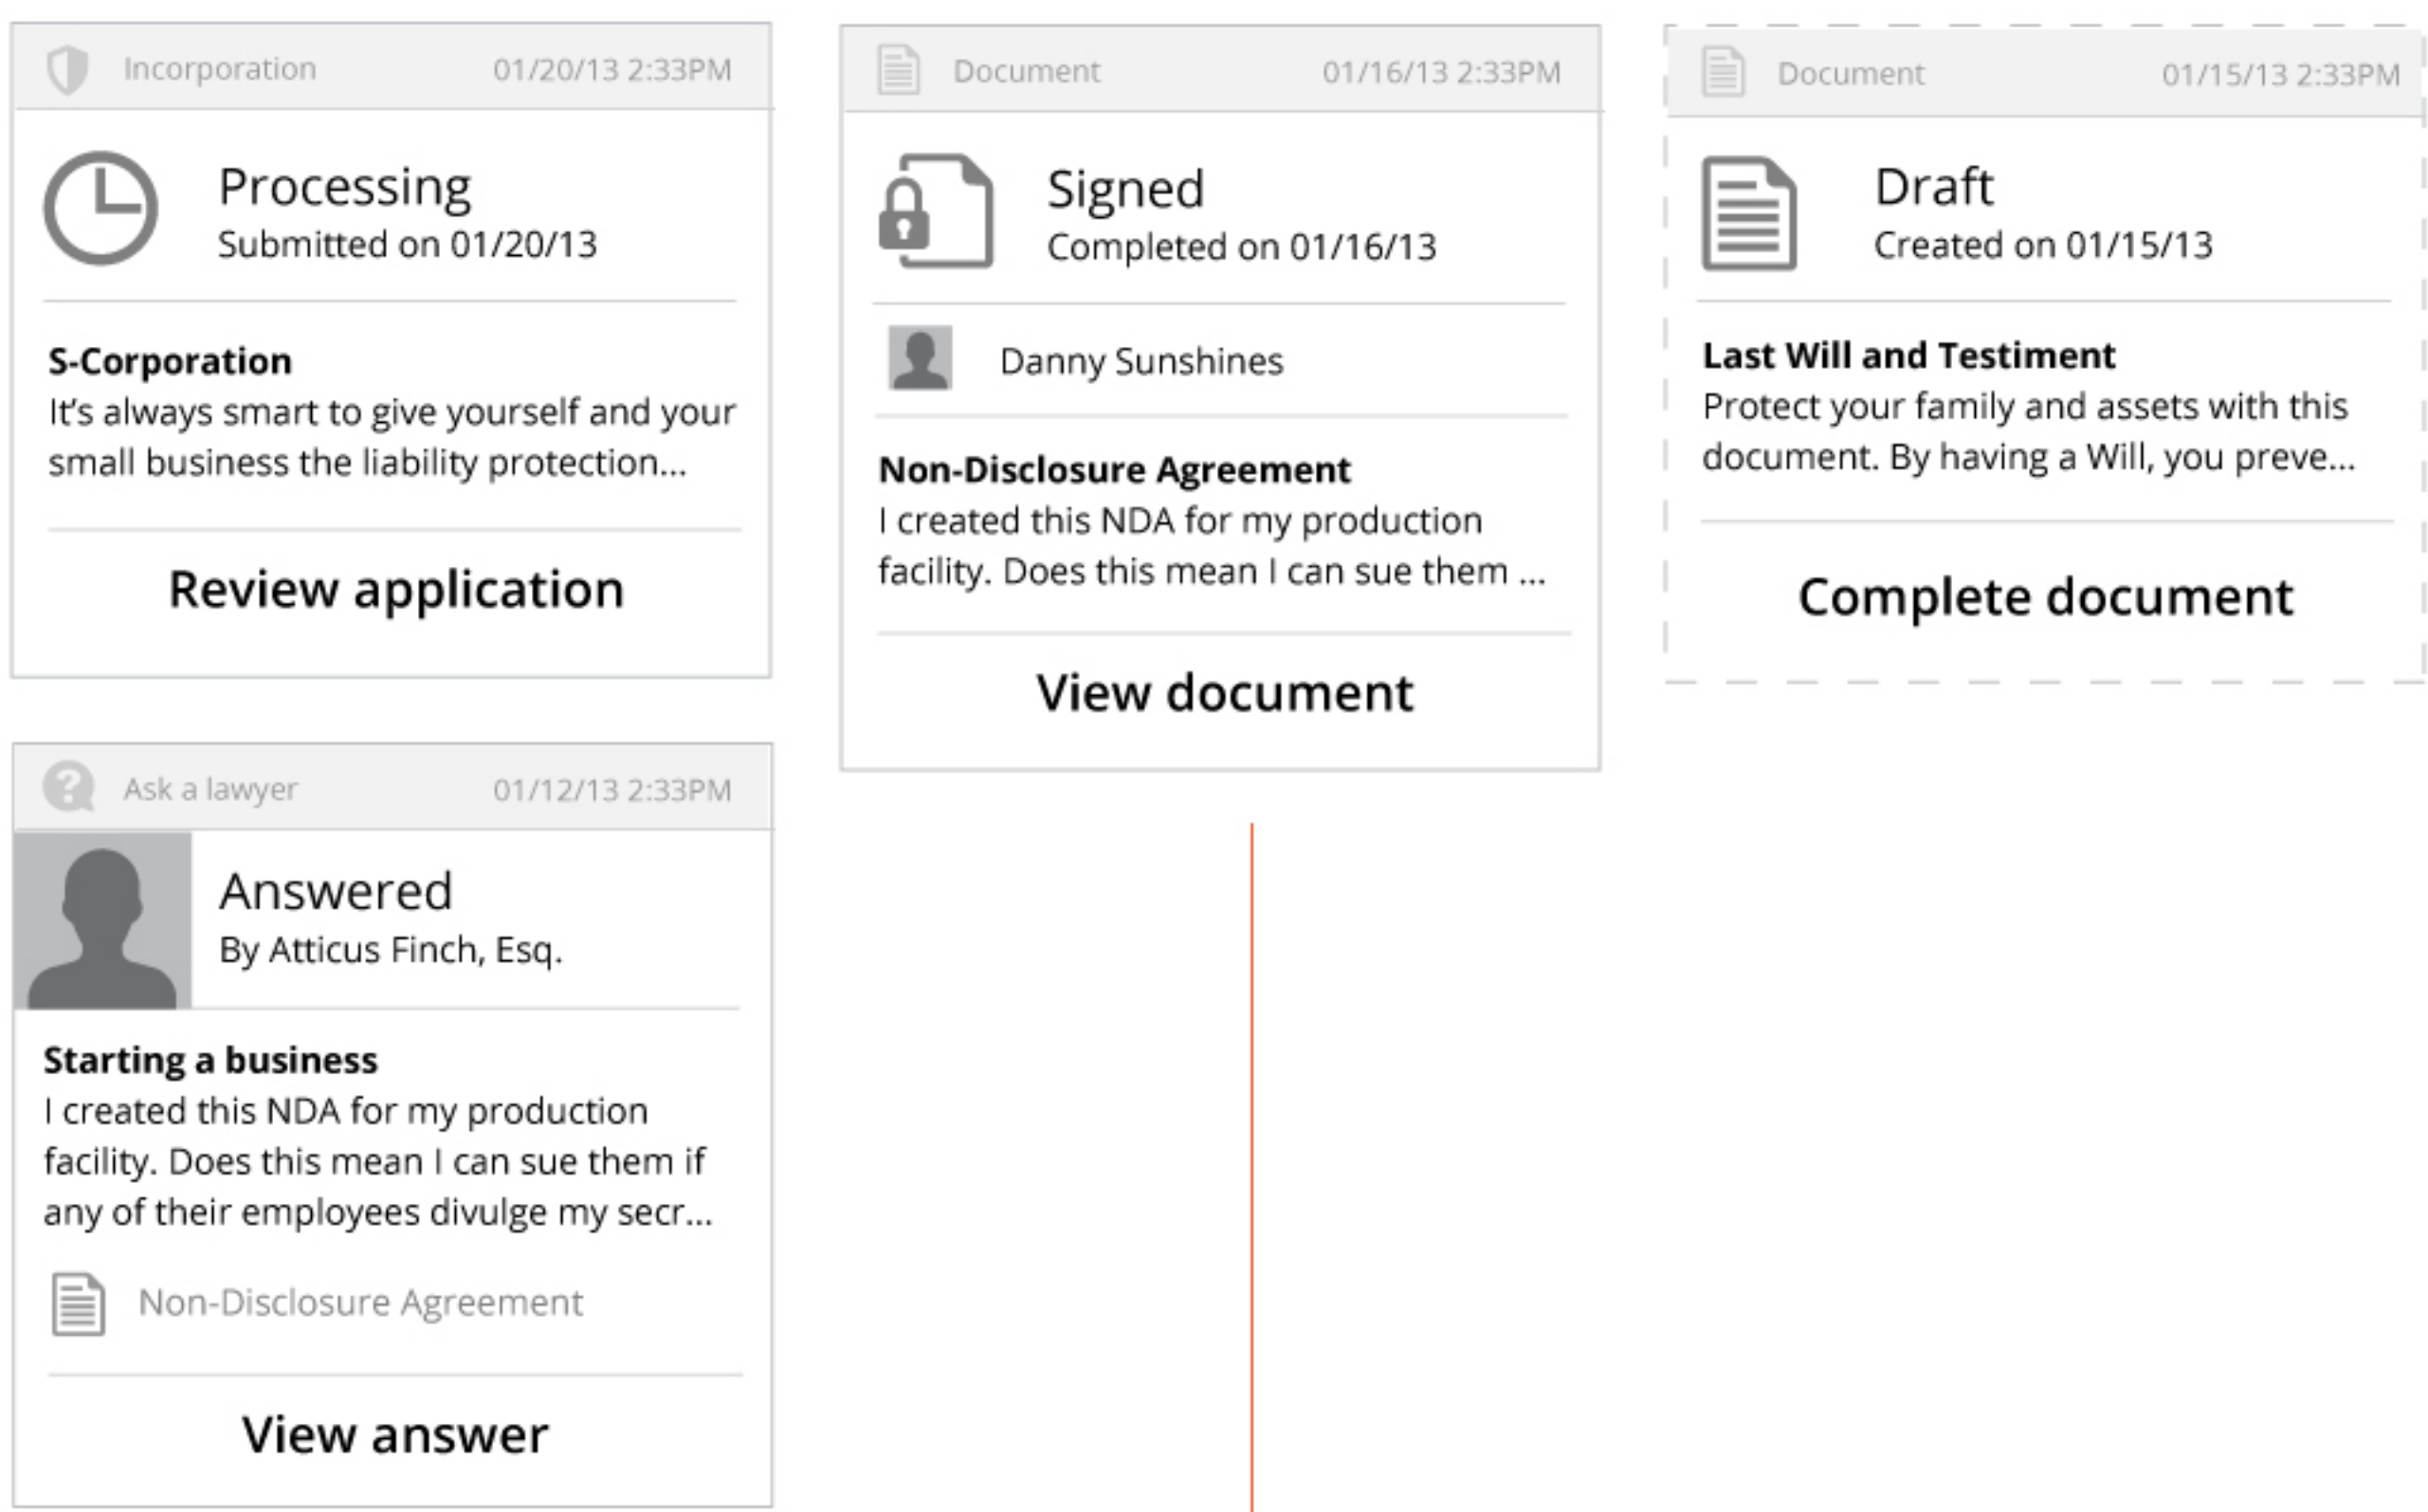 Incorporation 01/20/13 2:33PM
Processing
Submitted on 01/20/13
S-Corporation
It's always smart to give yourself and your
small business the liability protection...
Review application
Document 01/16/13 2:33PM
Signed
Completed on 01/16/13
Danny Sunshines
Non-Disclosure Agreement
I created this NDA for my production
facility. Does this mean I can sue them ...
View document
Document 01/15/13 2:33PM
Draft
Created on 01/15/13
Last Will and Testiment
Protect your family and assets with this
document. By having a Will, you preve...
Complete document
Ask a lawyer 01/12/13 2:33PM
Answered
By Atticus Finch, Esq.
Starting a business
I created this NDA for my production
facility. Does this mean I can sue them if
any of their employees divulge my secr...
Non-Disclosure Agreement
View answer